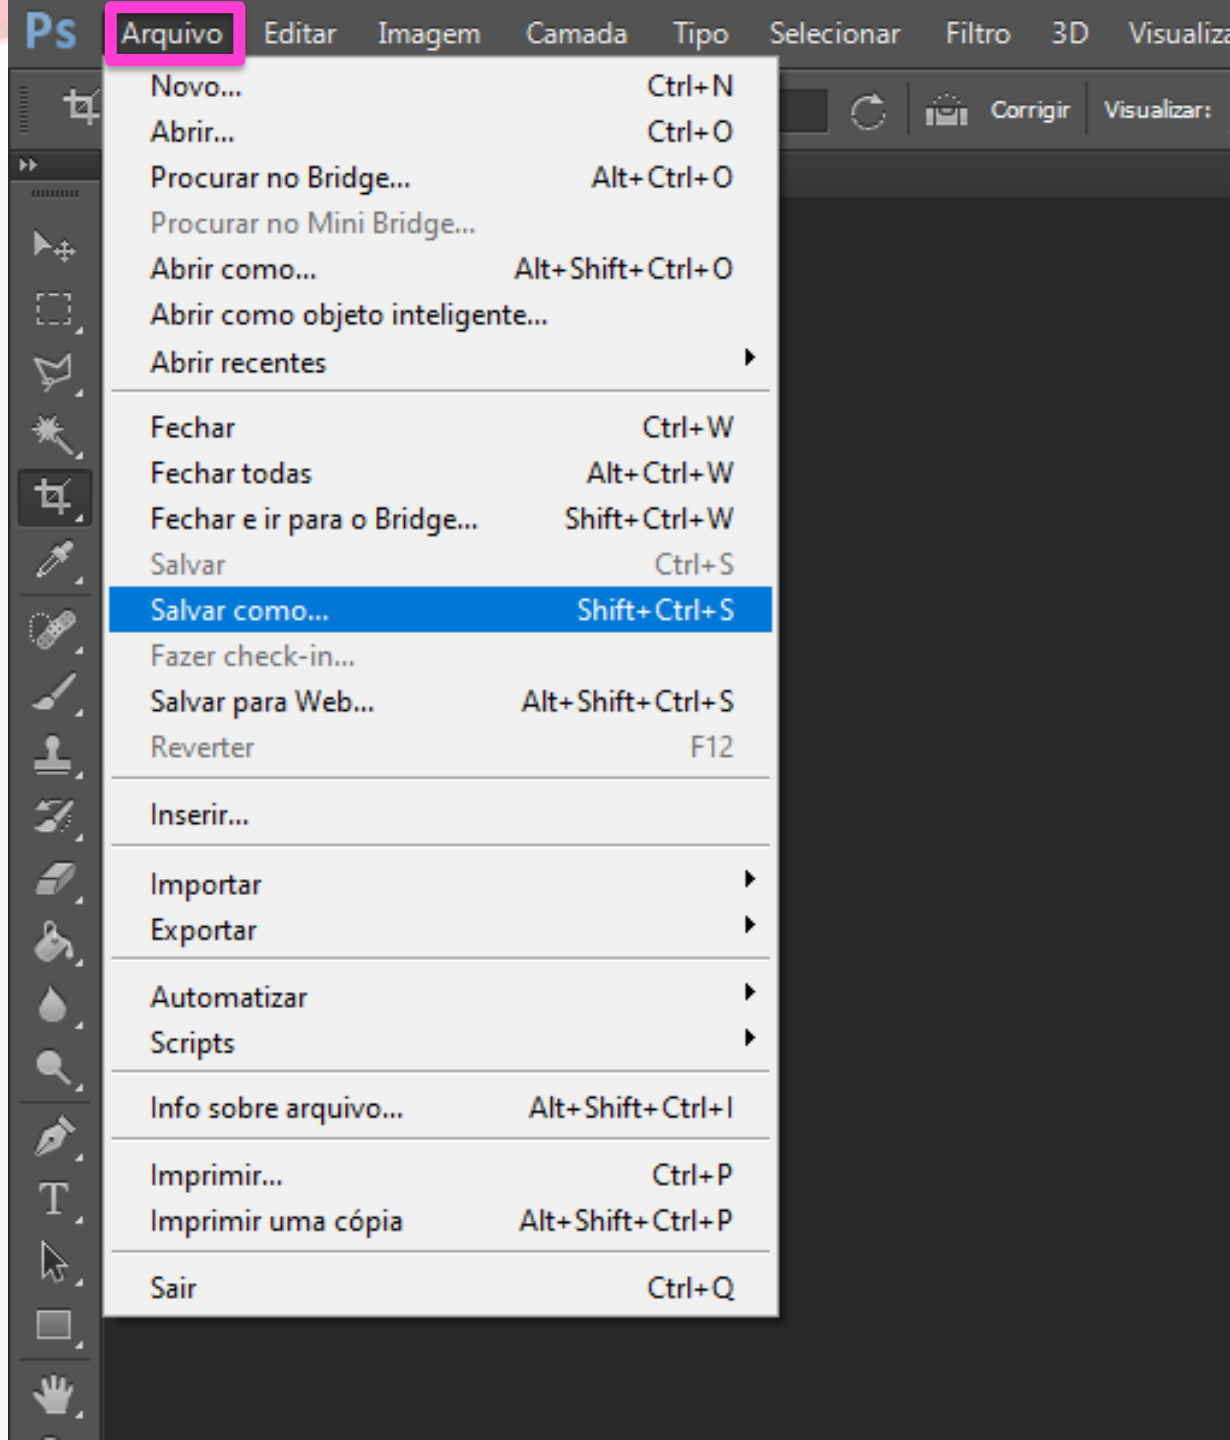 Ps Arquivo Editar Imagem Camada Tipo Selecionar Filtro 3D Visualiza
Corrigir Visualizar:
Novo... Ctrl+N
Abrir... Ctrl+O
Procurar no Bridge... Alt+Ctrl+O
Procurar no Mini Bridge...
Abrir como... Alt+Shift+Ctrl+O
Abrir como objeto inteligente...
Abrir recentes
Fechar Ctrl+W
Fechar todas Alt+Ctrl+W
Fechar e ir para o Bridge... Shift+Ctrl+W
Salvar Ctrl+S
Salvar como... Shift+Ctrl+S
Fazer check-in...
Salvar para Web... Alt+Shift+Ctrl+S
Reverter F12
Inserir...
Importar
Exportar
Automatizar
Scripts
Info sobre arquivo... Alt+Shift+Ctrl+I
Imprimir... Ctrl+P
Imprimir uma cópia Alt+Shift+Ctrl+P
Sair Ctrl+Q